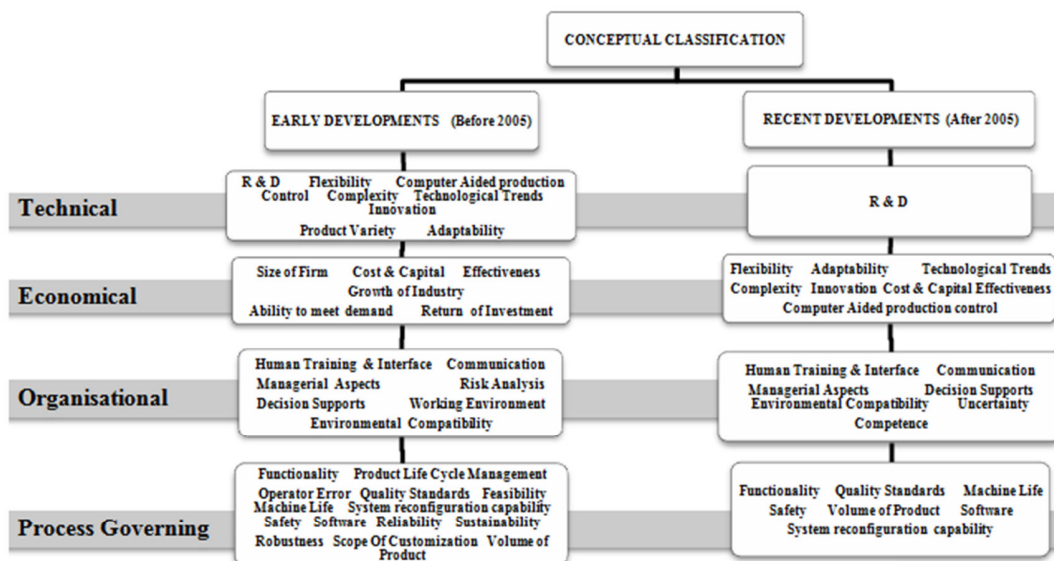 CONCEPTUAL CLASSIFICATION
EARLY DEVELOPMENTS (Before 2005)
RECENT DEVELOPMENTS (After 2005)
Technical
R & D Flexibility Computer Aided production
Control Complexity Technological Trends
Innovation
Product Variety Adaptability
R & D
Economical
Size of Firm Cost & Capital Effectiveness
Growth of Industry
Ability to meet demand Return of Investment
Flexibility Adaptability Technological Trends
Complexity Innovation Cost & Capital Effectiveness
Computer Aided production control
Organisational
Human Training & Interface Communication
Managerial Aspects Risk Analysis
Decision Supports Working Environment
Environmental Compatibility
Human Training & Interface Communication
Managerial Aspects Decision Supports
Environmental Compatibility Uncertainty
Competence
Process Governing
Functionality Product Life Cycle Management
Operator Error Quality Standards Feasibility
Machine Life System reconfiguration capability
Safety Software Reliability Sustainability
Robustness Scope Of Customization Volume of
Product
Functionality Quality Standards Machine Life
Safety Volume of Product Software
System reconfiguration capability